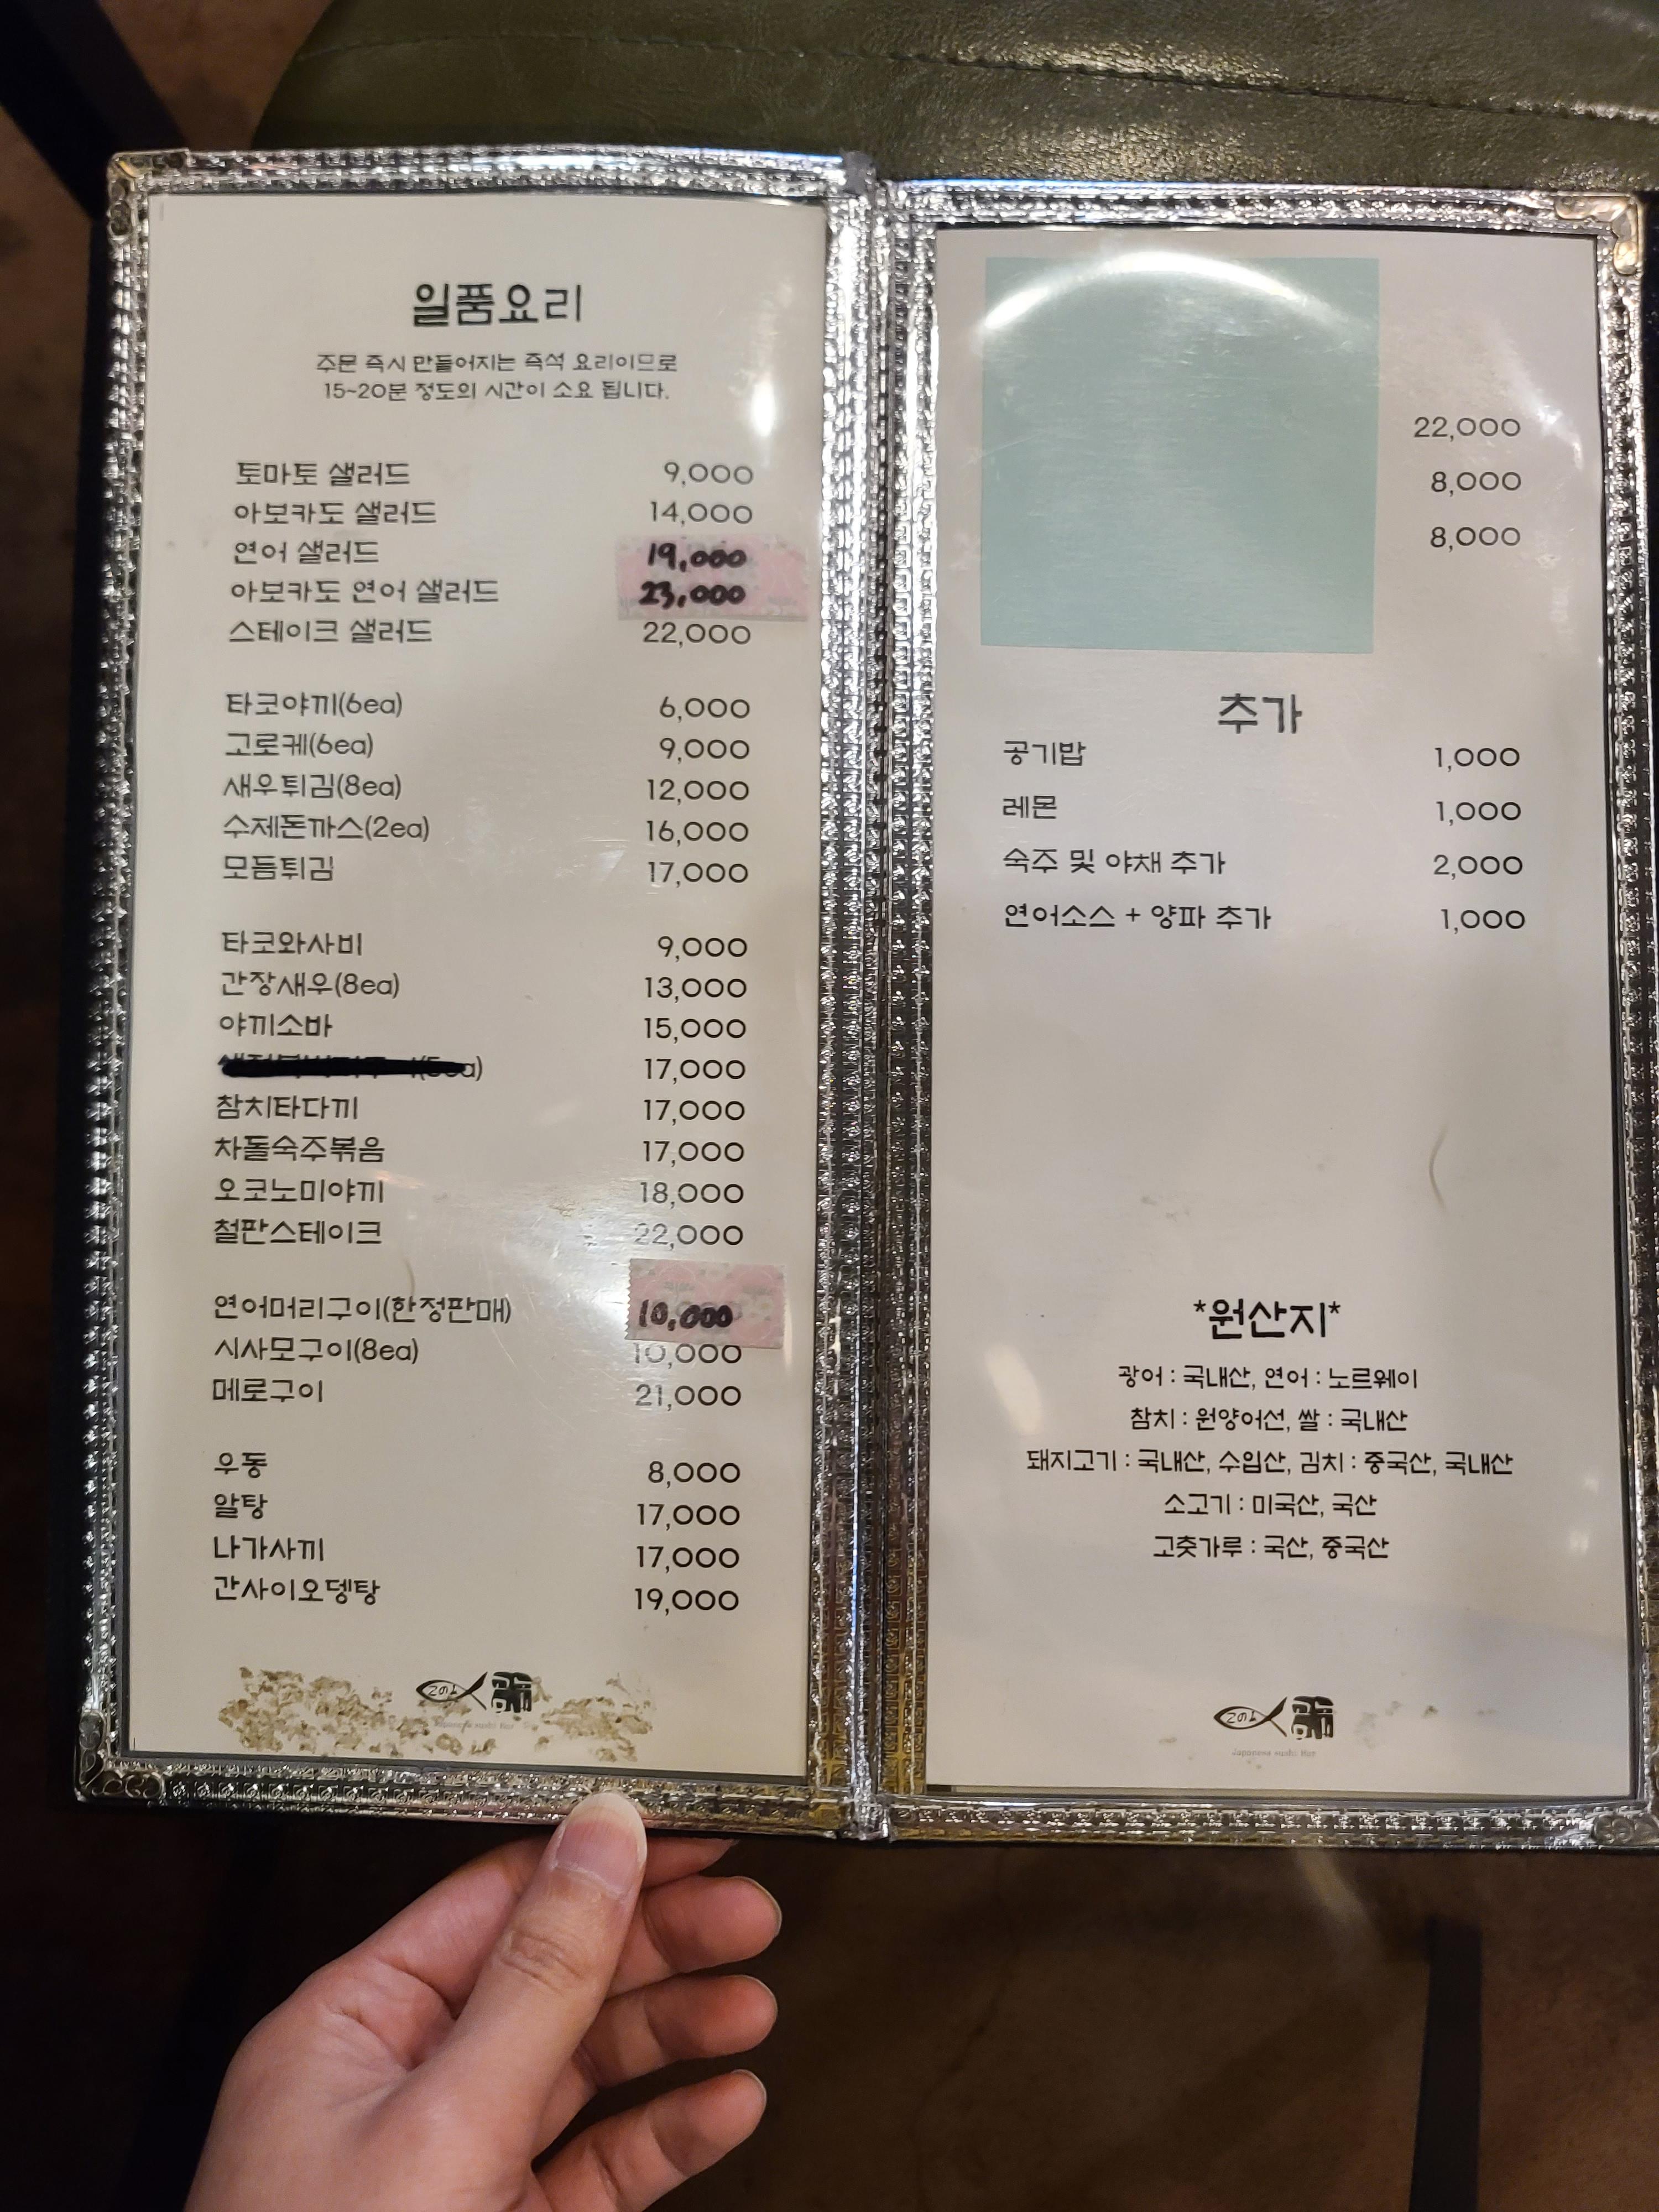 일품요리
주문 즉시 만들어지는 즉석 요리이므로
15~20분 정도의 시간이 소요 됩니다.
토마토 샐러드 9,000
아보카도 샐러드 14,000
연어 샐러드 19,000
아보카도 연어 샐러드 23,000
스테이크 샐러드 22,000
타코야끼(6ea) 6,000
고로케(6ea) 9,000
새우튀김(8ea) 12,000
수제돈까스(2ea) 16,000
모듬튀김 17,000
타코와사비 9,000
간장새우(8ea) 13,000
야끼소바 15,000
17,000
참치타다끼 17,000
차돌숙주볶음 17,000
오코노미야끼 18,000
철판스테이크 22,000
연어머리구이(한정판매) 10,000
시사모구이(8ea) 10,000
메로구이 21,000
우동 8,000
알탕 17,000
나가사끼 17,000
간사이오뎅탕 19,000
22,000
8,000
8,000
추가
공기밥 1,000
레몬 1,000
숙주 및 야채 추가 2,000
연어소스 + 양파 추가 1,000
*원산지*
광어 : 국내산, 연어 : 노르웨이
참치 : 원양어선, 쌀 : 국내산
돼지고기 : 국내산, 수입산, 김치 : 중국산, 국내산
소고기 : 미국산, 국산
고춧가루 : 국산, 중국산
Japanese sushi Bar